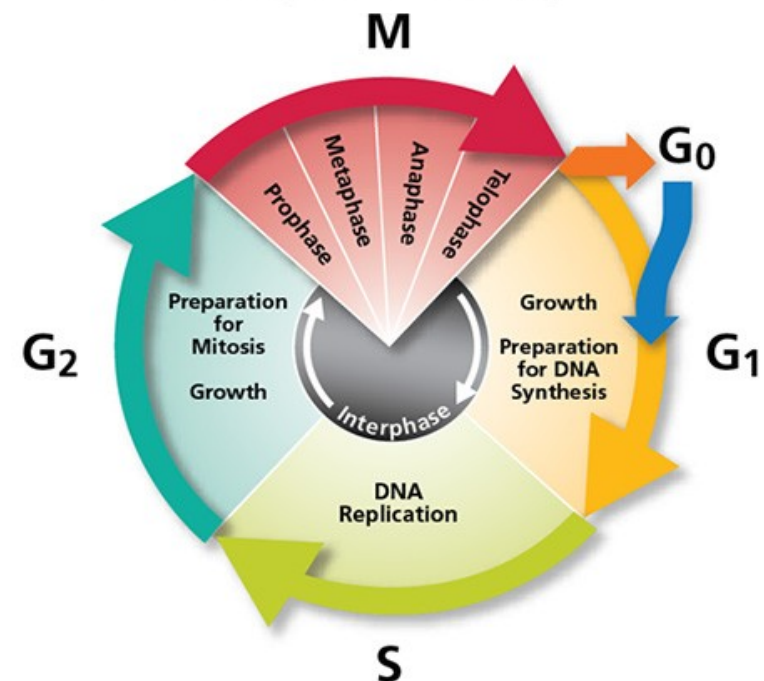 M
Prophase
Metaphase
Anaphase
Telophase
G₀
Growth
Preparation
for DNA
Synthesis
G₁
DNA
Replication
S
Preparation
for
Mitosis
Growth
G₂
Interphase